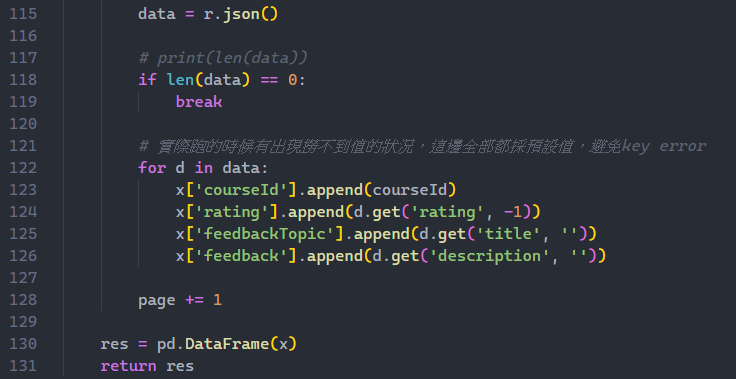 115 data = r.json()
116
117 # print(len(data))
118 if len(data) == 0:
119 break
120
121 # 實際跑的時候有出現撈不到值的狀況，這邊全部都採預設值，避免key error
122 for d in data:
123 x['courseId'].append(courseId)
124 x['rating'].append(d.get('rating', -1))
125 x['feedbackTopic'].append(d.get('title', ''))
126 x['feedback'].append(d.get('description', ''))
127
128 page += 1
129
130 res = pd.DataFrame(x)
131 return res